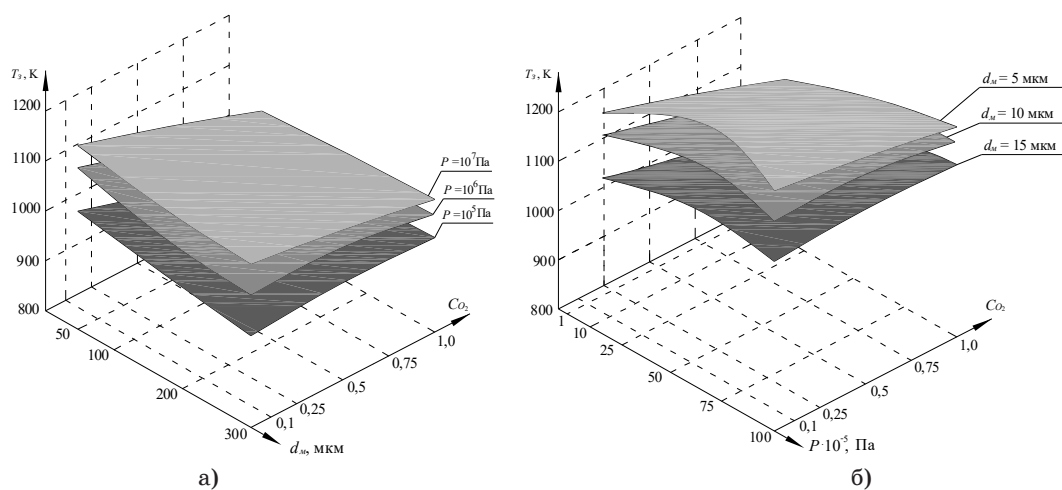 T₃, К
1200
1100
1000
900
800
50
100
200
300
d_м, мкм
0,1
0,25
0,5
0,75
1,0
C_O₂
P = 10⁷ Па
P = 10⁶ Па
P = 10⁵ Па
а)
T₃, К
1200
1100
1000
900
800
1
10
25
50
75
100
P·10⁻⁵, Па
0,1
0,25
0,5
0,75
1,0
C_O₂
d_м = 5 мкм
d_м = 10 мкм
d_м = 15 мкм
б)